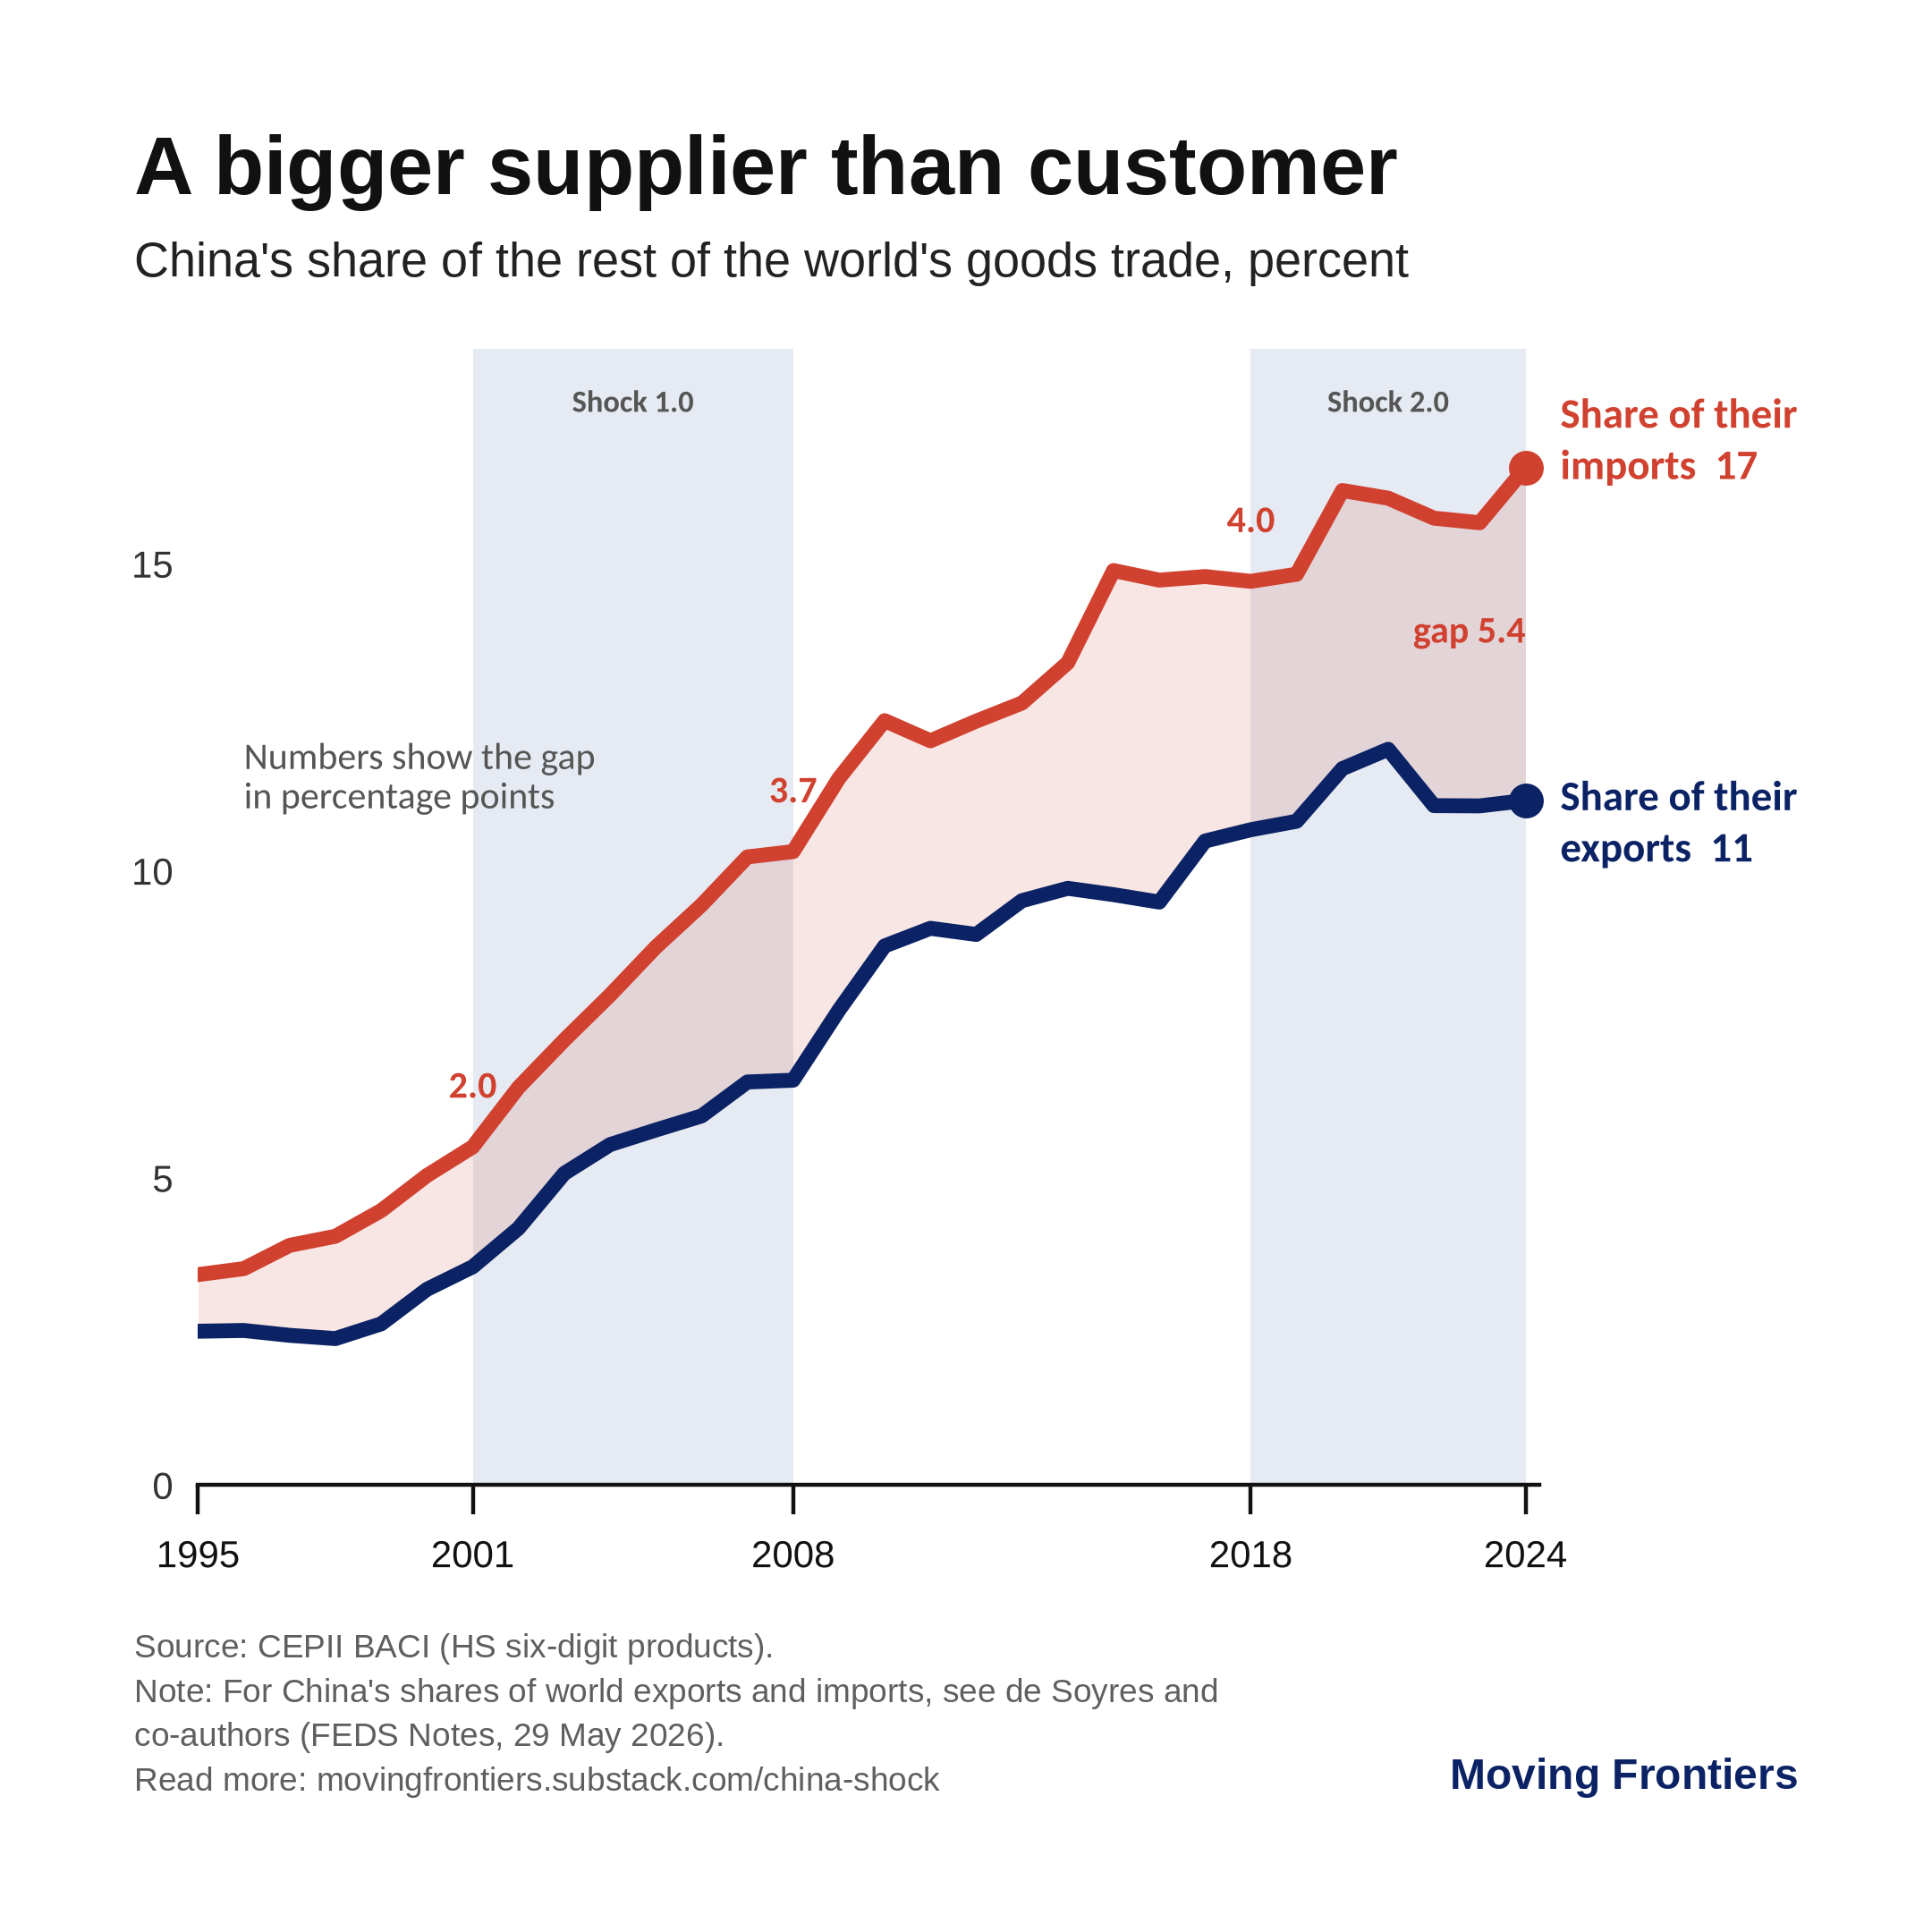 A bigger supplier than customer
China's share of the rest of the world's goods trade, percent
Shock 1.0
Shock 2.0
Share of their
imports 17
4.0
15
gap 5.4
Numbers show the gap
in percentage points
3.7
Share of their
exports 11
10
2.0
5
0
1995 2001 2008 2018 2024
Source: CEPII BACI (HS six-digit products).
Note: For China's shares of world exports and imports, see de Soyres and
co-authors (FEDS Notes, 29 May 2026).
Read more: movingfrontiers.substack.com/china-shock
Moving Frontiers